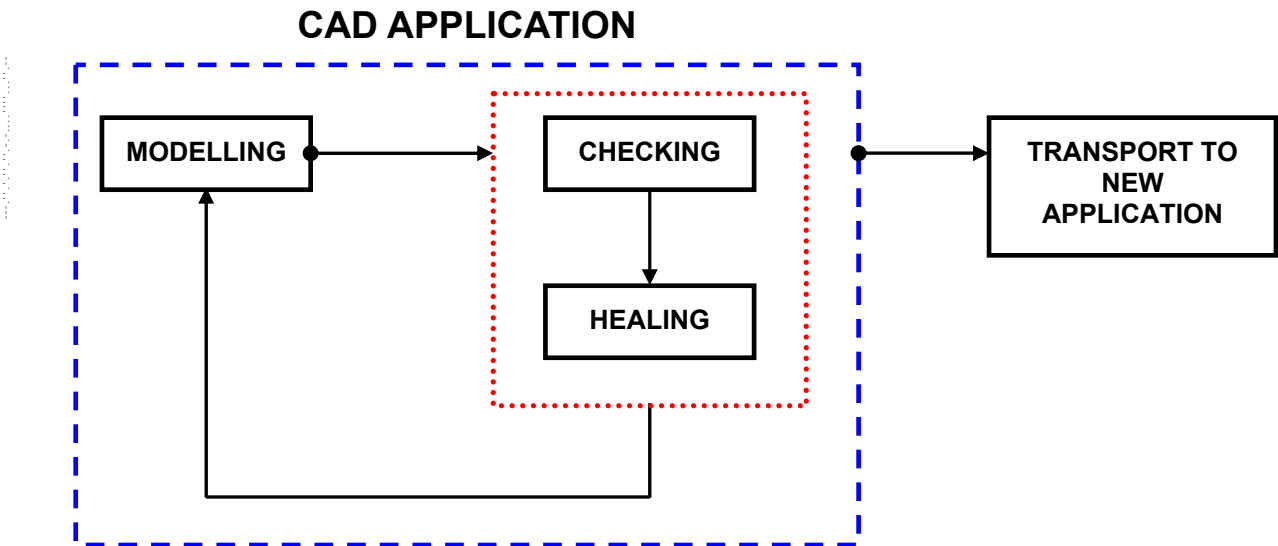 CAD APPLICATION
MODELLING
CHECKING
HEALING
TRANSPORT TO
NEW
APPLICATION